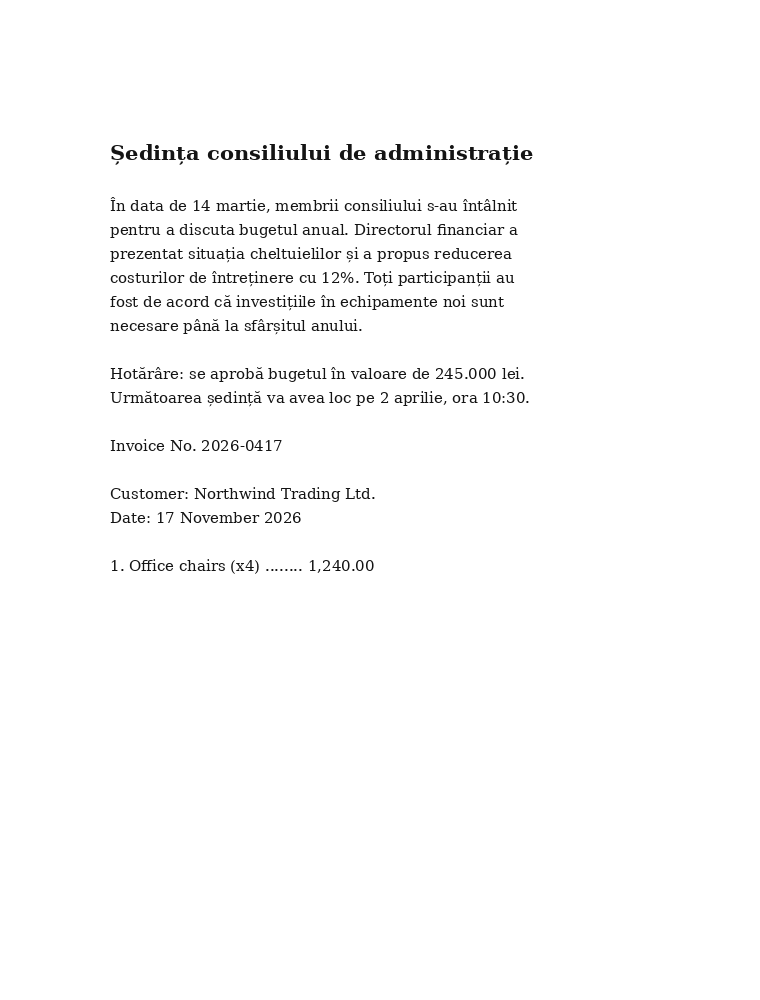 Ședința consiliului de administrație
În data de 14 martie, membrii consiliului s-au întâlnit
pentru a discuta bugetul anual. Directorul financiar a
prezentat situația cheltuielilor și a propus reducerea
costurilor de întreținere cu 12%. Toți participanții au
fost de acord că investițiile în echipamente noi sunt
necesare până la sfârșitul anului.
Hotărâre: se aprobă bugetul în valoare de 245.000 lei.
Următoarea ședință va avea loc pe 2 aprilie, ora 10:30.
Invoice No. 2026-0417
Customer: Northwind Trading Ltd.
Date: 17 November 2026
1. Office chairs (x4) ........ 1,240.00